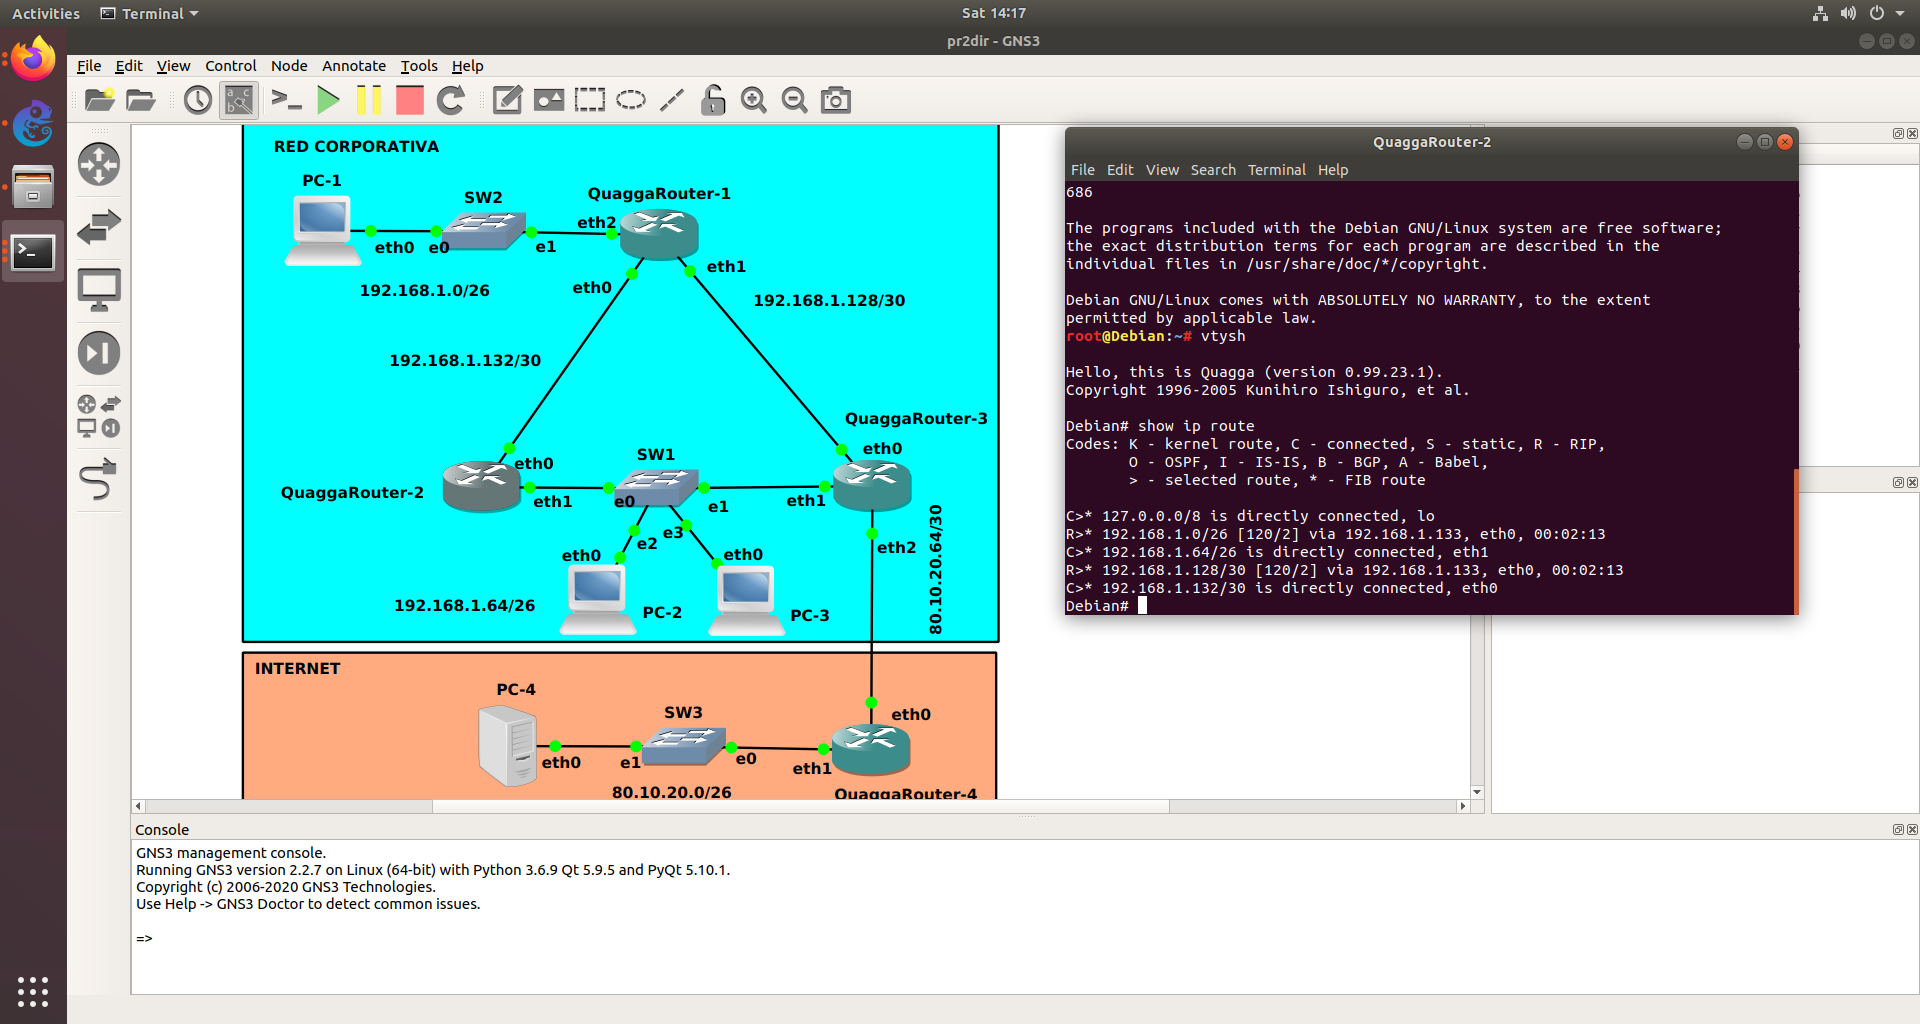 Activities
Terminal
Sat 14:17
pr2dir - GNS3
File Edit View Control Node Annotate Tools Help
RED CORPORATIVA
PC-1
SW2
QuaggaRouter-1
eth2
eth0
e0
e1
eth1
eth0
192.168.1.0/26
192.168.1.128/30
192.168.1.132/30
QuaggaRouter-3
eth0
SW1
eth0
QuaggaRouter-2
eth1
e0
e1
eth1
e2
e3
eth0
eth0
eth2
80.10.20.64/30
192.168.1.64/26
PC-2
PC-3
INTERNET
PC-4
SW3
eth0
eth0
e1
e0
eth1
80.10.20.0/26
QuaggaRouter-4
QuaggaRouter-2
File Edit View Search Terminal Help
686
The programs included with the Debian GNU/Linux system are free software;
the exact distribution terms for each program are described in the
individual files in /usr/share/doc/*/copyright.
Debian GNU/Linux comes with ABSOLUTELY NO WARRANTY, to the extent
permitted by applicable law.
root@Debian:~# vtysh
Hello, this is Quagga (version 0.99.23.1).
Copyright 1996-2005 Kunihiro Ishiguro, et al.
Debian# show ip route
Codes: K - kernel route, C - connected, S - static, R - RIP,
O - OSPF, I - IS-IS, B - BGP, A - Babel,
> - selected route, * - FIB route
C>* 127.0.0.0/8 is directly connected, lo
R>* 192.168.1.0/26 [120/2] via 192.168.1.133, eth0, 00:02:13
C>* 192.168.1.64/26 is directly connected, eth1
R>* 192.168.1.128/30 [120/2] via 192.168.1.133, eth0, 00:02:13
C>* 192.168.1.132/30 is directly connected, eth0
Debian#
Console
GNS3 management console.
Running GNS3 version 2.2.7 on Linux (64-bit) with Python 3.6.9 Qt 5.9.5 and PyQt 5.10.1.
Copyright (c) 2006-2020 GNS3 Technologies.
Use Help -> GNS3 Doctor to detect common issues.
=>